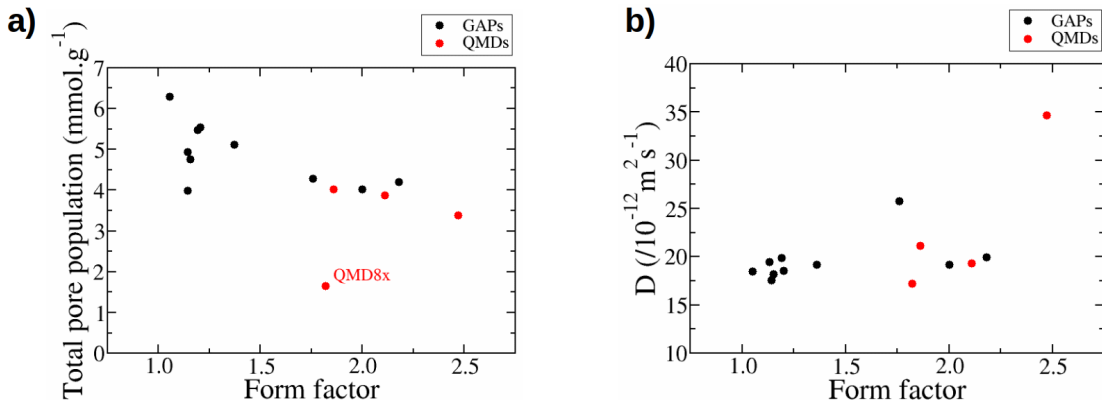 a)
GAPs
QMDs
Total pore population (mmol.g-1)
7
6
5
4
3
2
1
0
QMD8x
1.0 1.5 2.0 2.5
Form factor
b)
GAPs
QMDs
D (/10-12m2s-1)
40
35
30
25
20
15
10
1.0 1.5 2.0 2.5
Form factor